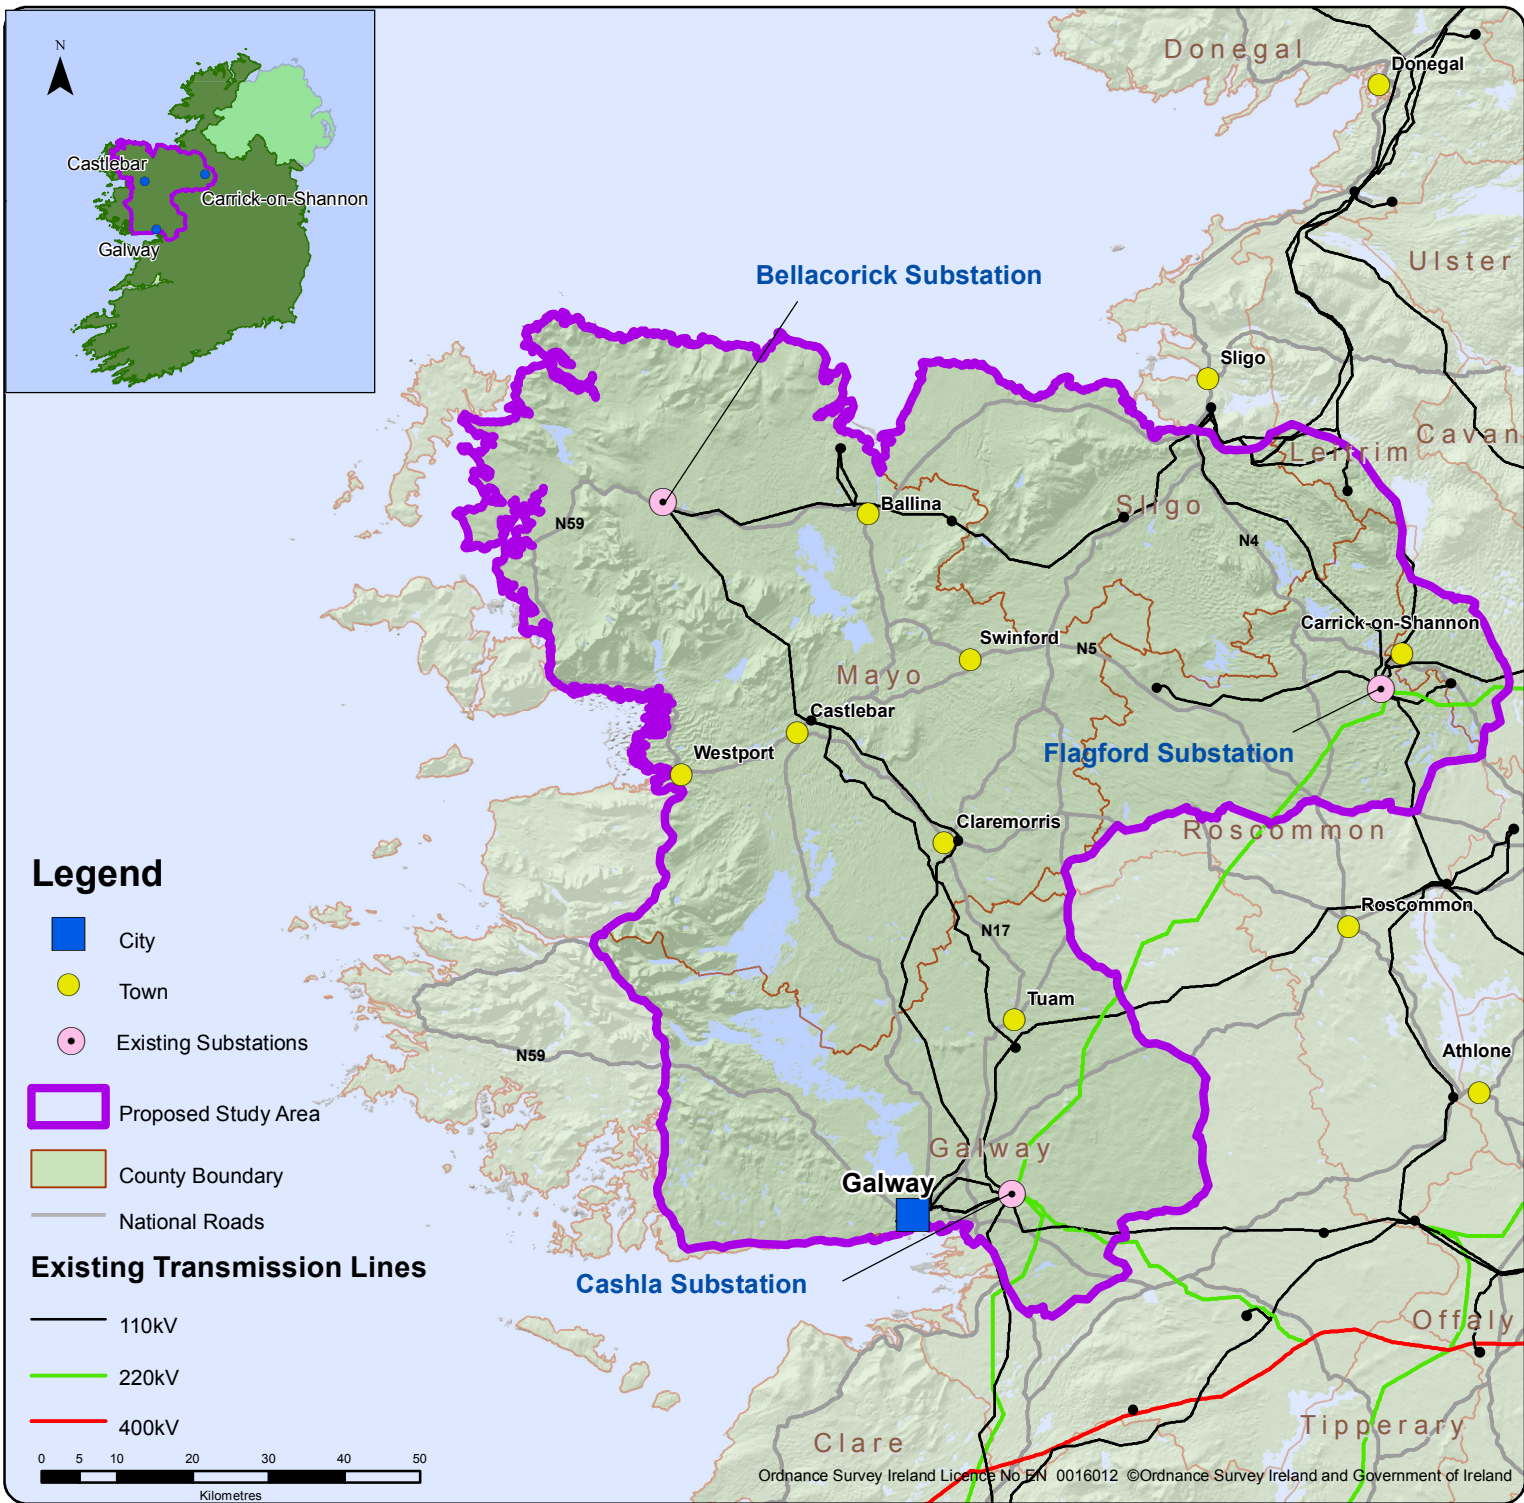 N
Castlebar
Carrick-on-Shannon
Galway
Donegal
Donegal
Ulster
Bellacorick Substation
Sligo
Cavan
Leitrim
Sligo
Ballina
N59
N4
Carrick-on-Shannon
Swinford
N5
Mayo
Castlebar
Westport
Flagford Substation
Claremorris
Roscommon
Roscommon
N17
Tuam
Athlone
N59
Galway
Galway
Cashla Substation
Offaly
Tipperary
Clare
Legend
City
Town
Existing Substations
Proposed Study Area
County Boundary
National Roads
Existing Transmission Lines
110kV
220kV
400kV
0 5 10 20 30 40 50
Kilometres
Ordnance Survey Ireland Licence No EN 0016012 ©Ordnance Survey Ireland and Government of Ireland